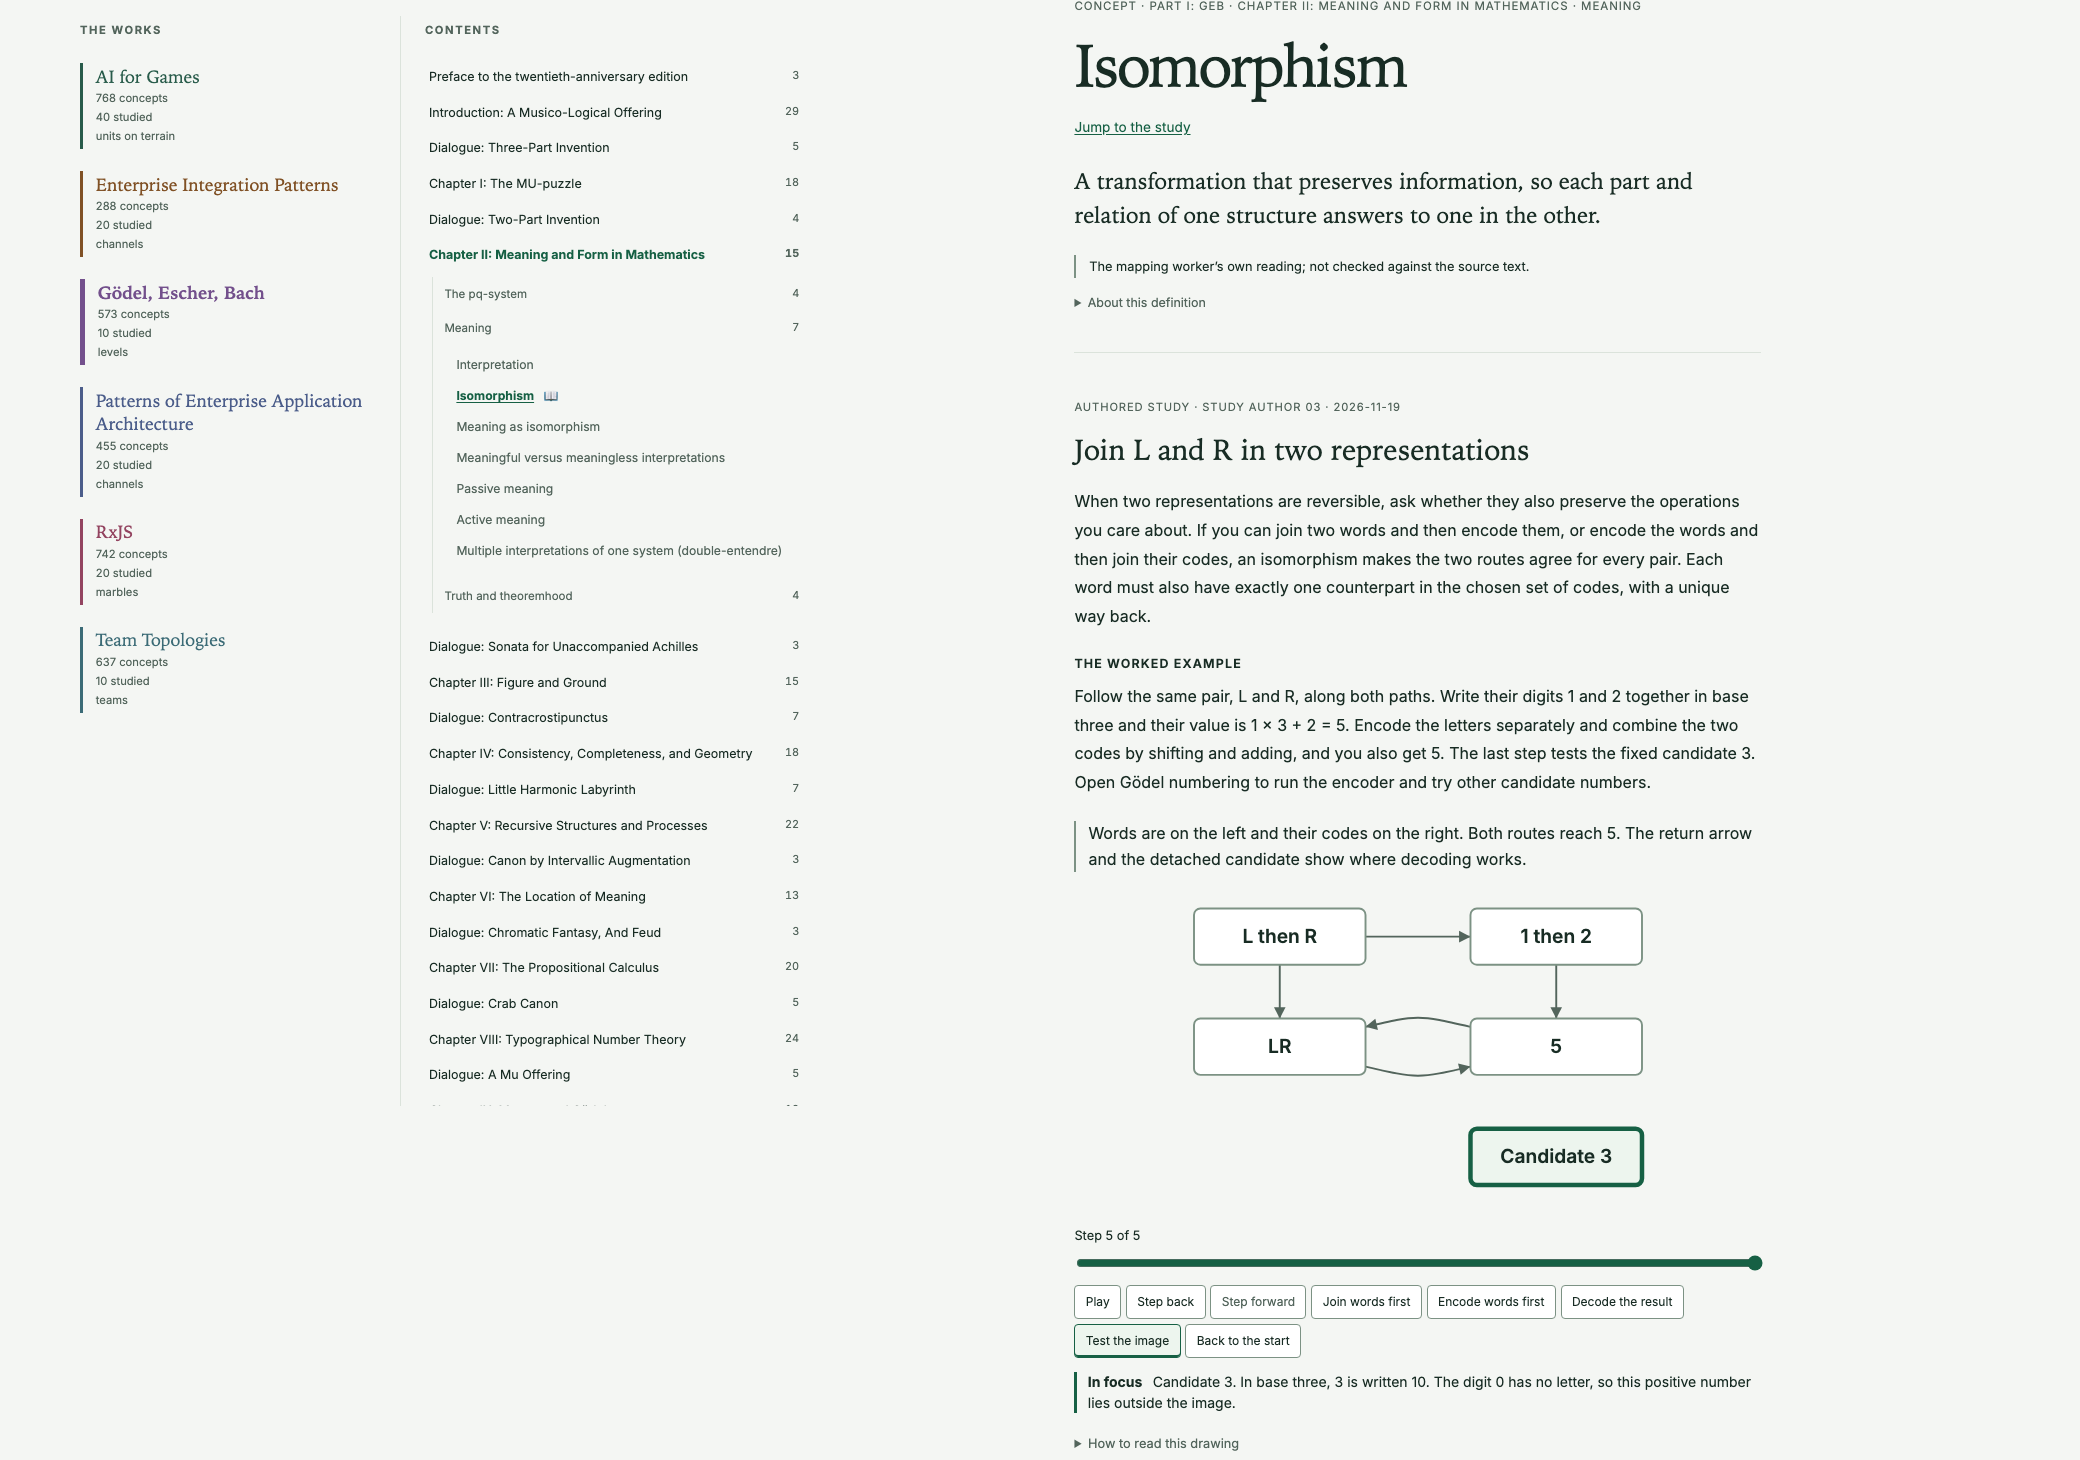 THE WORKS
AI for Games
768 concepts
40 studied
units on terrain
Enterprise Integration Patterns
288 concepts
20 studied
channels
Gödel, Escher, Bach
573 concepts
10 studied
levels
Patterns of Enterprise Application
Architecture
455 concepts
20 studied
channels
RxJS
742 concepts
20 studied
marbles
Team Topologies
637 concepts
10 studied
teams
CONTENTS
Preface to the twentieth-anniversary edition 3
Introduction: A Musico-Logical Offering 29
Dialogue: Three-Part Invention 5
Chapter I: The MU-puzzle 18
Dialogue: Two-Part Invention 4
Chapter II: Meaning and Form in Mathematics 15
The pq-system 4
Meaning 7
Interpretation
Isomorphism
Meaning as isomorphism
Meaningful versus meaningless interpretations
Passive meaning
Active meaning
Multiple interpretations of one system (double-entendre)
Truth and theoremhood 4
Dialogue: Sonata for Unaccompanied Achilles 3
Chapter III: Figure and Ground 15
Dialogue: Contracrostipunctus 7
Chapter IV: Consistency, Completeness, and Geometry 18
Dialogue: Little Harmonic Labyrinth 7
Chapter V: Recursive Structures and Processes 22
Dialogue: Canon by Intervallic Augmentation 3
Chapter VI: The Location of Meaning 13
Dialogue: Chromatic Fantasy, And Feud 3
Chapter VII: The Propositional Calculus 20
Dialogue: Crab Canon 5
Chapter VIII: Typographical Number Theory 24
Dialogue: A Mu Offering 5
CONCEPT · PART I: GEB · CHAPTER II: MEANING AND FORM IN MATHEMATICS · MEANING
Isomorphism
Jump to the study
A transformation that preserves information, so each part and
relation of one structure answers to one in the other.
The mapping worker's own reading; not checked against the source text.
▶ About this definition
AUTHORED STUDY · STUDY AUTHOR 03 · 2026-11-19
Join L and R in two representations
When two representations are reversible, ask whether they also preserve the operations
you care about. If you can join two words and then encode them, or encode the words and
then join their codes, an isomorphism makes the two routes agree for every pair. Each
word must also have exactly one counterpart in the chosen set of codes, with a unique
way back.
THE WORKED EXAMPLE
Follow the same pair, L and R, along both paths. Write their digits 1 and 2 together in base
three and their value is 1 × 3 + 2 = 5. Encode the letters separately and combine the two
codes by shifting and adding, and you also get 5. The last step tests the fixed candidate 3.
Open Gödel numbering to run the encoder and try other candidate numbers.
Words are on the left and their codes on the right. Both routes reach 5. The return arrow
and the detached candidate show where decoding works.
L then R
1 then 2
LR
5
Candidate 3
Step 5 of 5
Play
Step back
Step forward
Join words first
Encode words first
Decode the result
Test the image
Back to the start
In focus Candidate 3. In base three, 3 is written 10. The digit 0 has no letter, so this positive number
lies outside the image.
▶ How to read this drawing